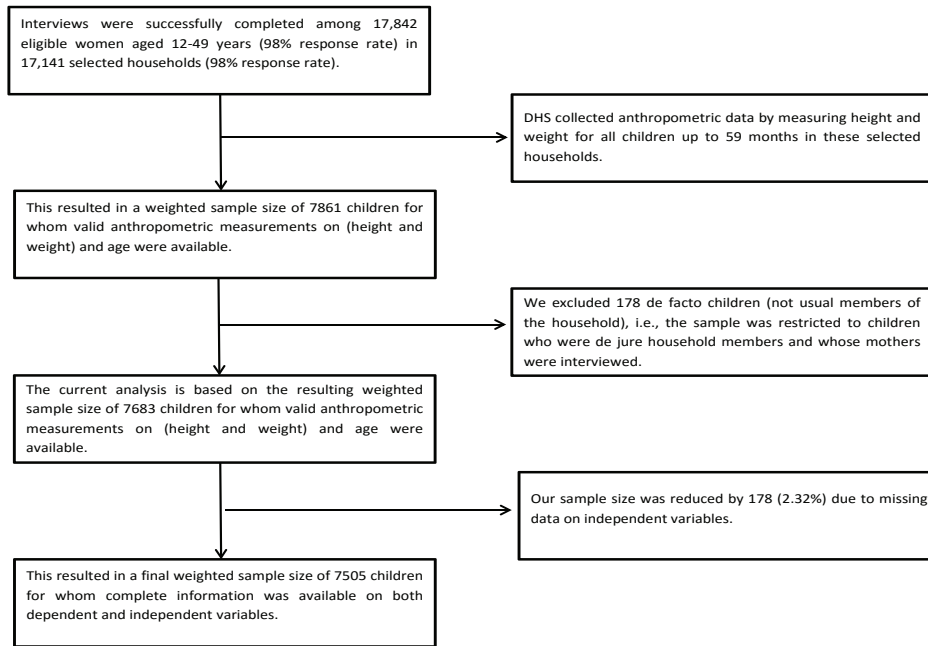 Interviews were successfully completed among 17,842
eligible women aged 12-49 years (98% response rate) in
17,141 selected households (98% response rate).
DHS collected anthropometric data by measuring height and
weight for all children up to 59 months in these selected
households.
This resulted in a weighted sample size of 7861 children for
whom valid anthropometric measurements on (height and
weight) and age were available.
We excluded 178 de facto children (not usual members of
the household), i.e., the sample was restricted to children
who were de jure household members and whose mothers
were interviewed.
The current analysis is based on the resulting weighted
sample size of 7683 children for whom valid anthropometric
measurements on (height and weight) and age were
available.
Our sample size was reduced by 178 (2.32%) due to missing
data on independent variables.
This resulted in a final weighted sample size of 7505 children
for whom complete information was available on both
dependent and independent variables.